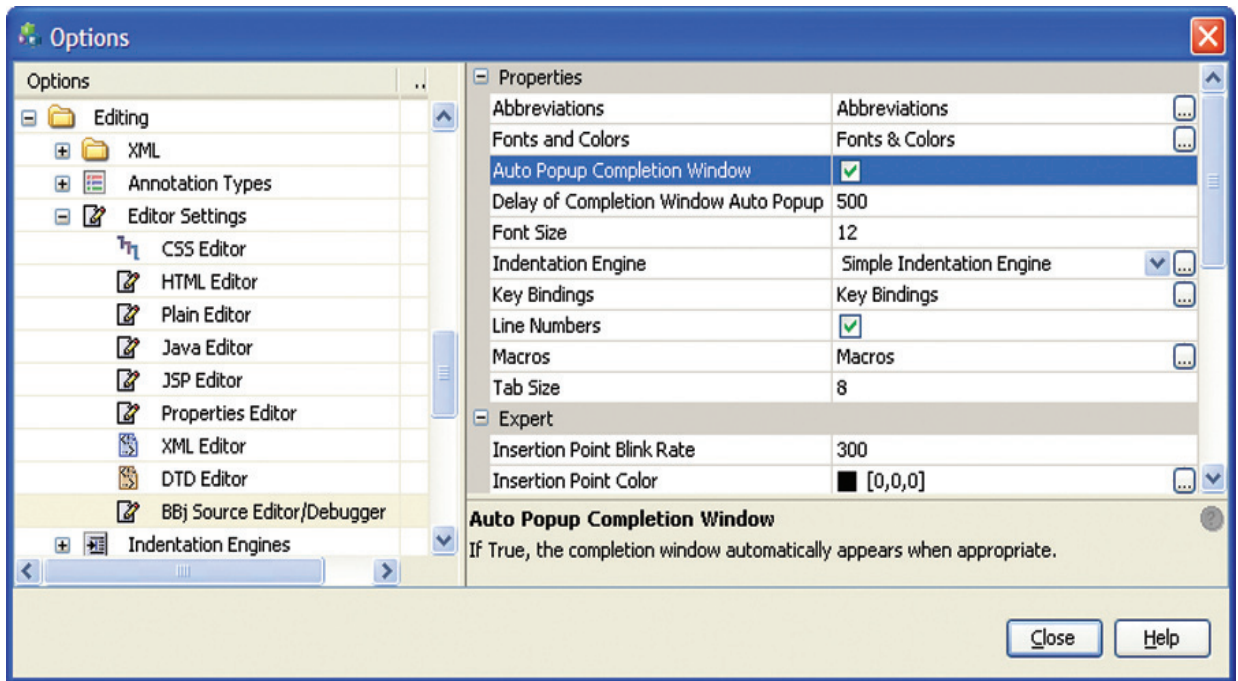 Options
Options ..
Editing
XML
Annotation Types
Editor Settings
CSS Editor
HTML Editor
Plain Editor
Java Editor
JSP Editor
Properties Editor
XML Editor
DTD Editor
BBj Source Editor/Debugger
Indentation Engines
Properties
Abbreviations Abbreviations ...
Fonts and Colors Fonts & Colors ...
Auto Popup Completion Window
Delay of Completion Window Auto Popup 500
Font Size 12
Indentation Engine Simple Indentation Engine ...
Key Bindings Key Bindings ...
Line Numbers
Macros Macros ...
Tab Size 8
Expert
Insertion Point Blink Rate 300
Insertion Point Color [0,0,0] ...
Auto Popup Completion Window ?
If True, the completion window automatically appears when appropriate.
Close Help